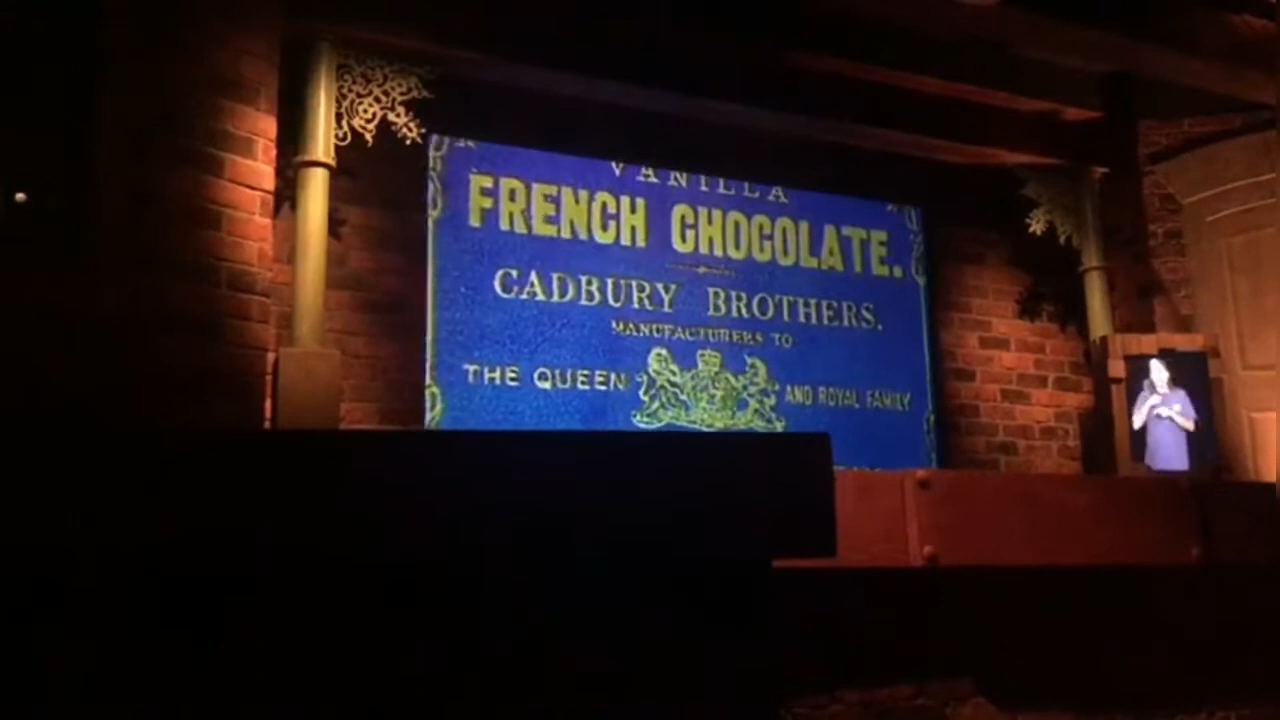 VANILLA
FRENCH CHOCOLATE.
CADBURY BROTHERS.
MANUFACTURERS TO
THE QUEEN AND ROYAL FAMILY